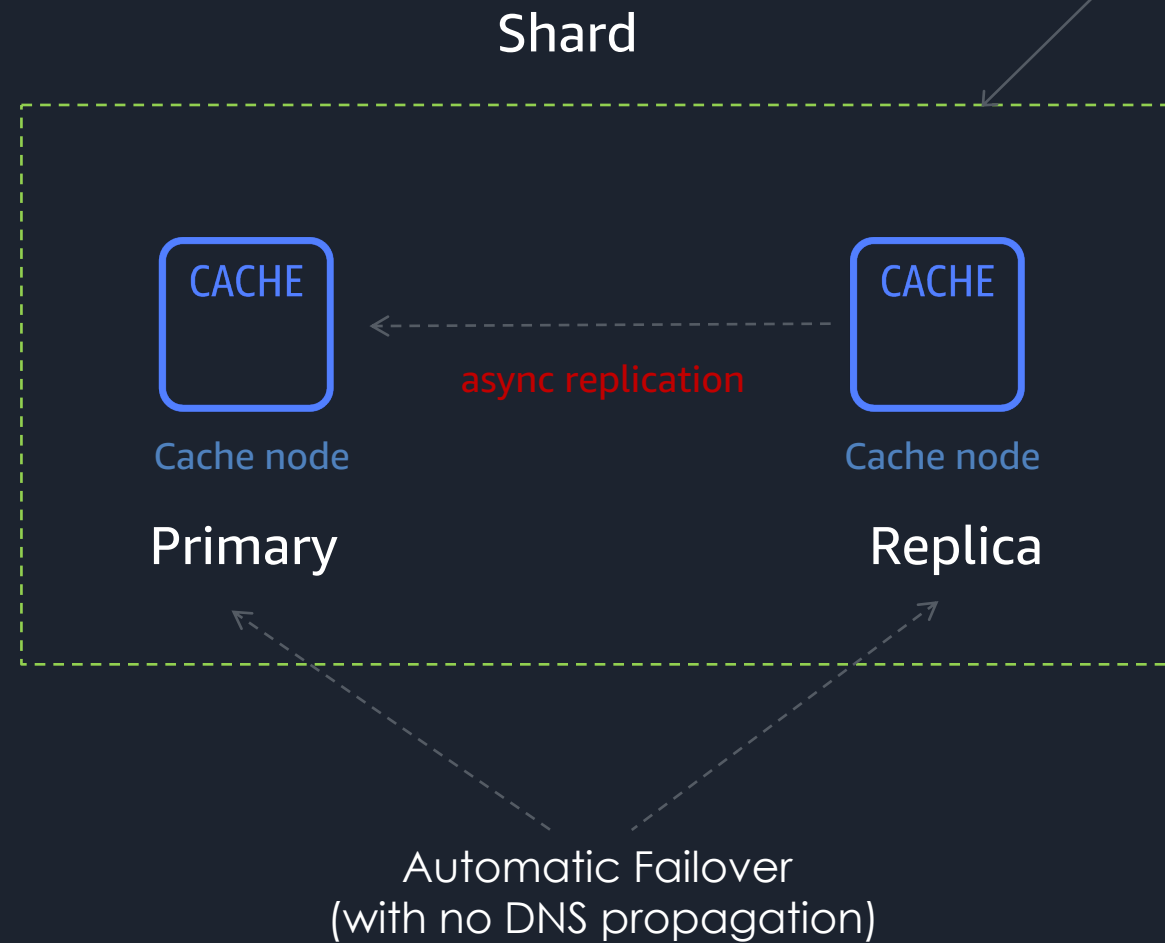 Shard
CACHE
CACHE
async replication
Cache node
Cache node
Primary
Replica
Automatic Failover
(with no DNS propagation)